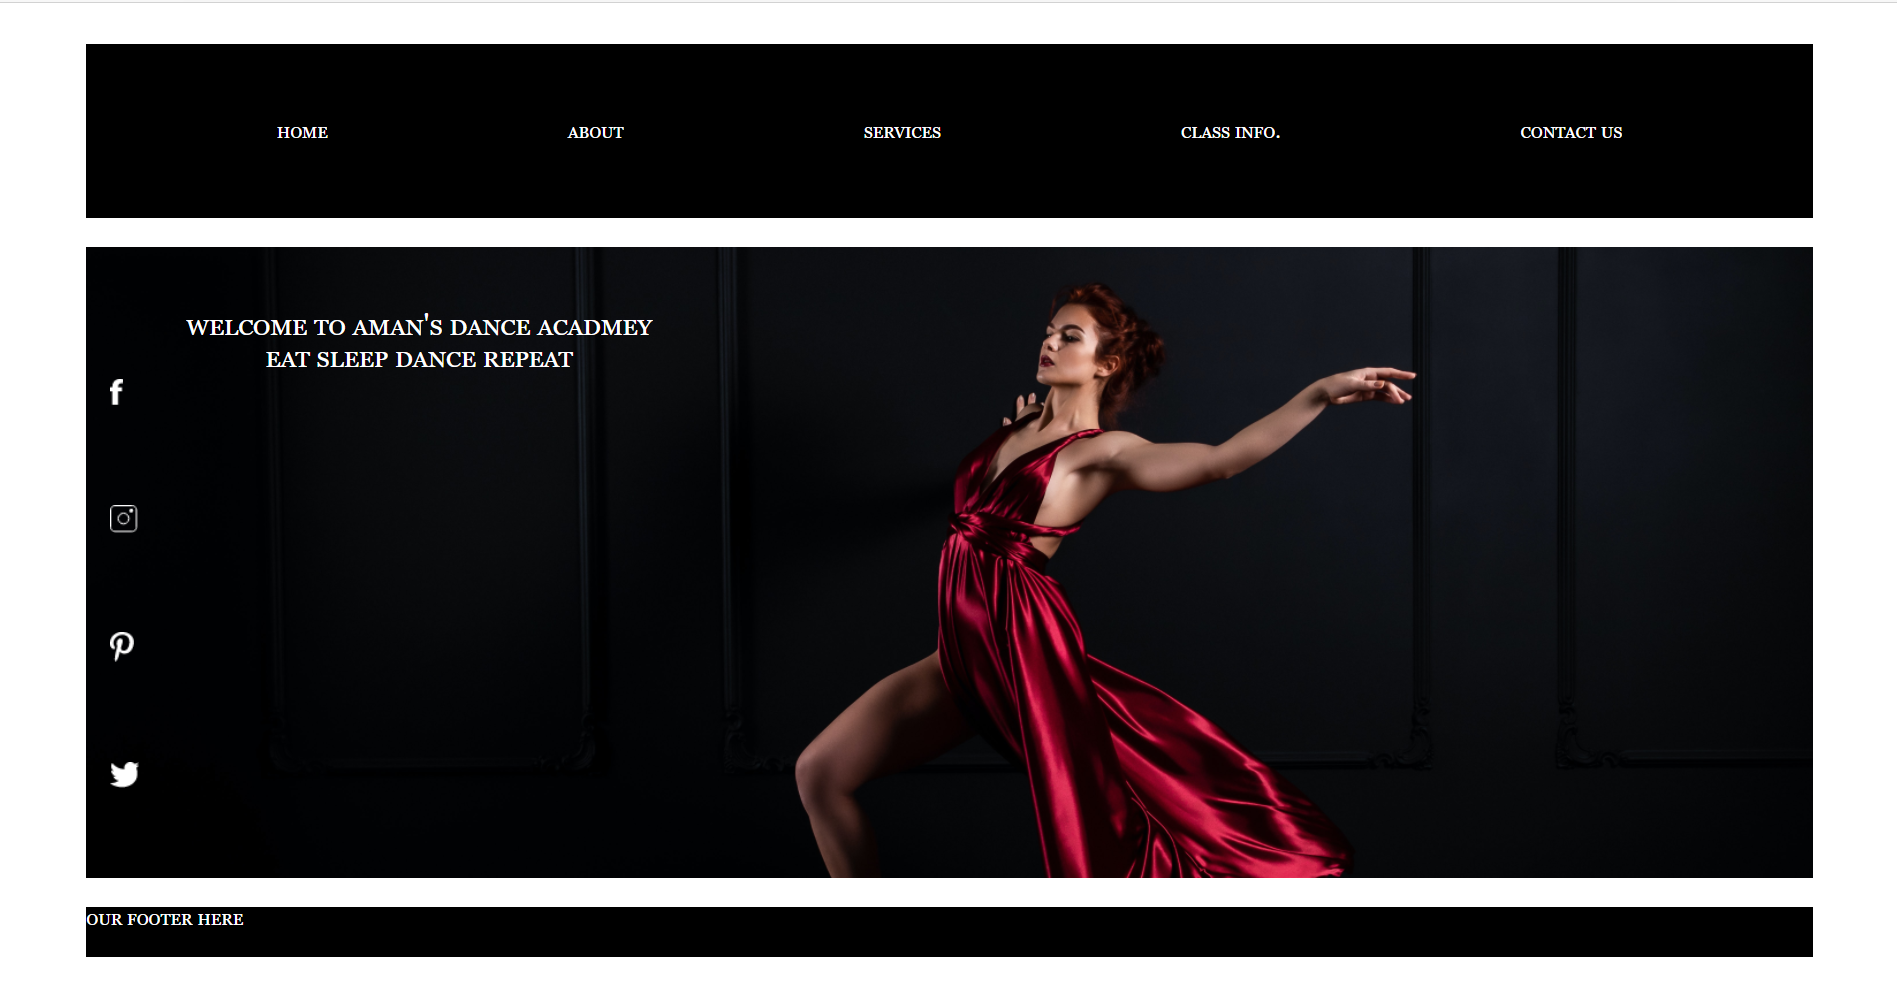 HOME
ABOUT
SERVICES
CLASS INFO.
CONTACT US
WELCOME TO AMAN'S DANCE ACADMEY
EAT SLEEP DANCE REPEAT
OUR FOOTER HERE